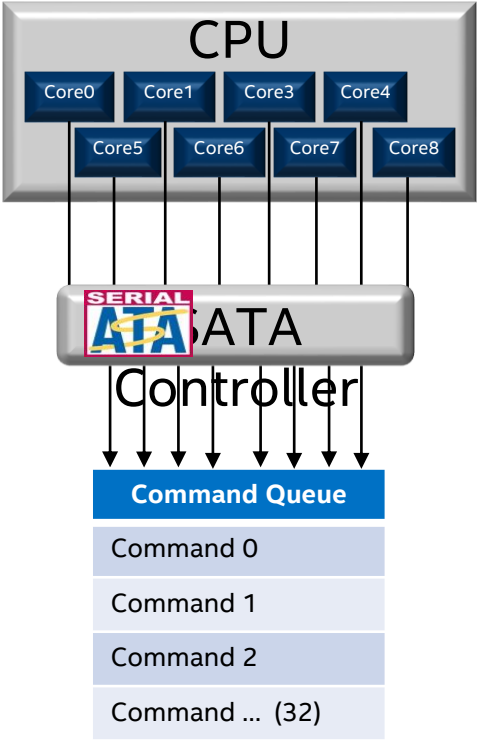 CPU
Core0 Core1 Core3 Core4
Core5 Core6 Core7 Core8
SERIAL
ATA
SATA
Controller
Command Queue
Command 0
Command 1
Command 2
Command ... (32)